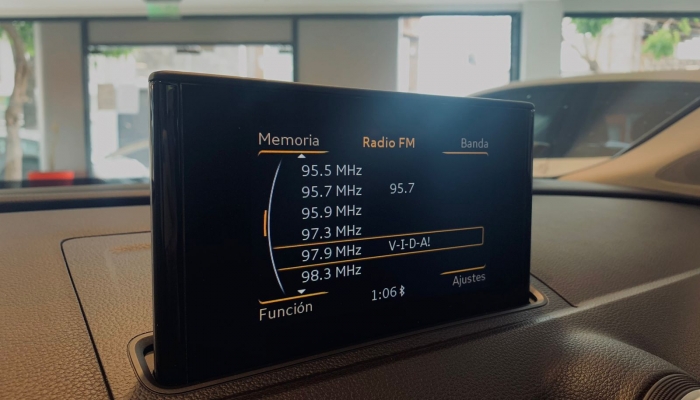 Memoria Radio FM Banda
95.5 MHz
95.7 MHz 95.7
95.9 MHz
97.3 MHz
97.9 MHz V-I-D-A!
98.3 MHz
Función 1:06 Ajustes